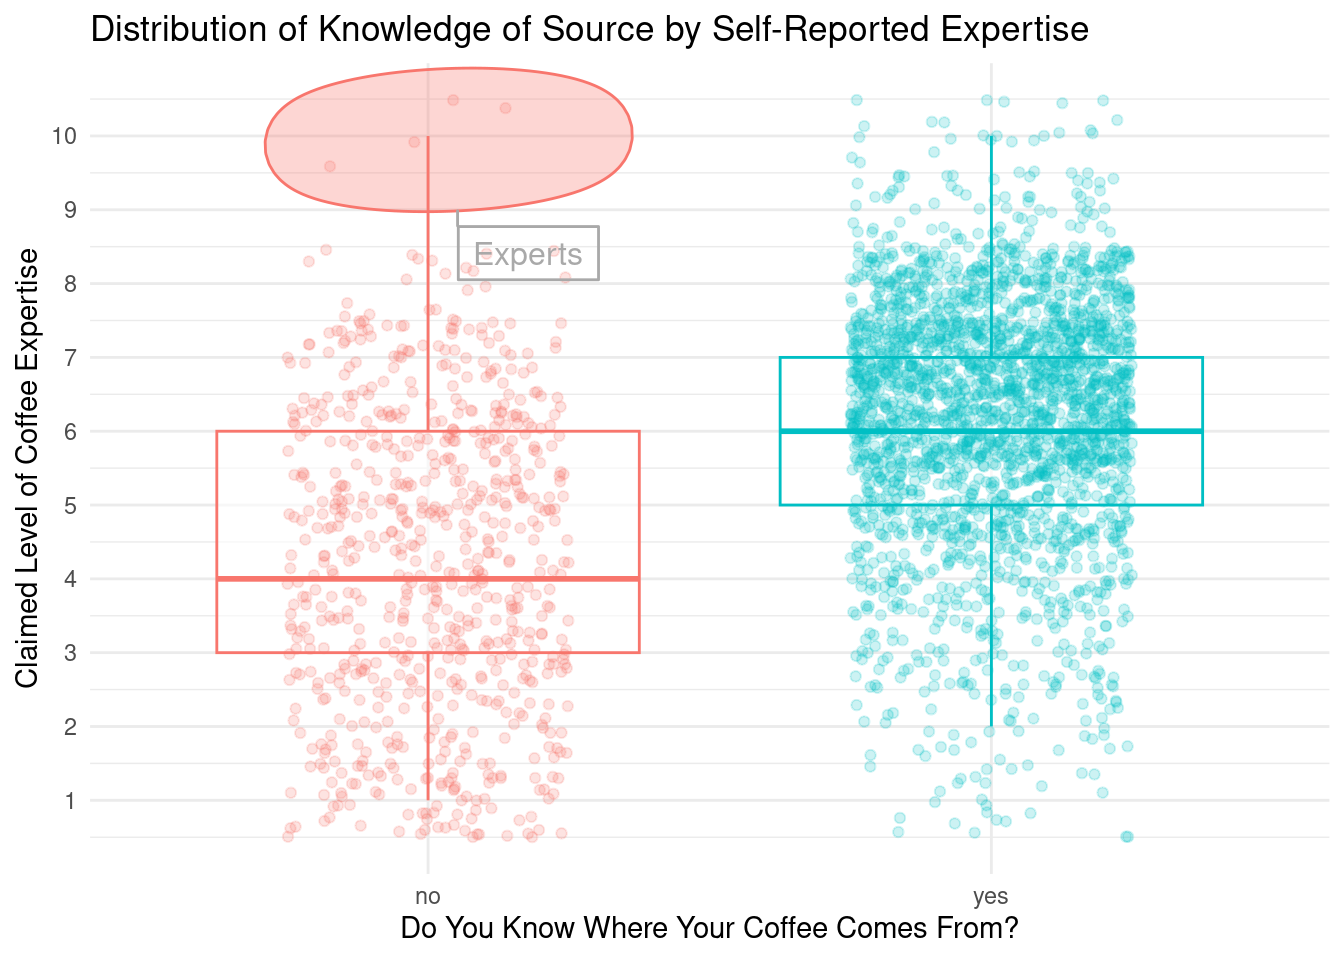 Distribution of Knowledge of Source by Self-Reported Expertise
Claimed Level of Coffee Expertise
10
9
8
7
6
5
4
3
2
1
Experts
no
yes
Do You Know Where Your Coffee Comes From?